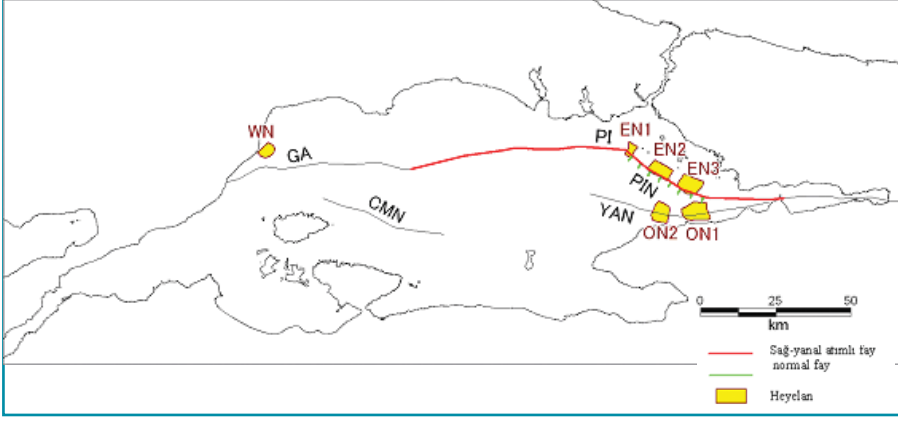 PI
EN1
WN
EN2
GA
EN3
PIN
CMN
YAN
ON2
ON1
0
25
50
km
Sağ-yanal atımlı fay
normal fay
Heyelan